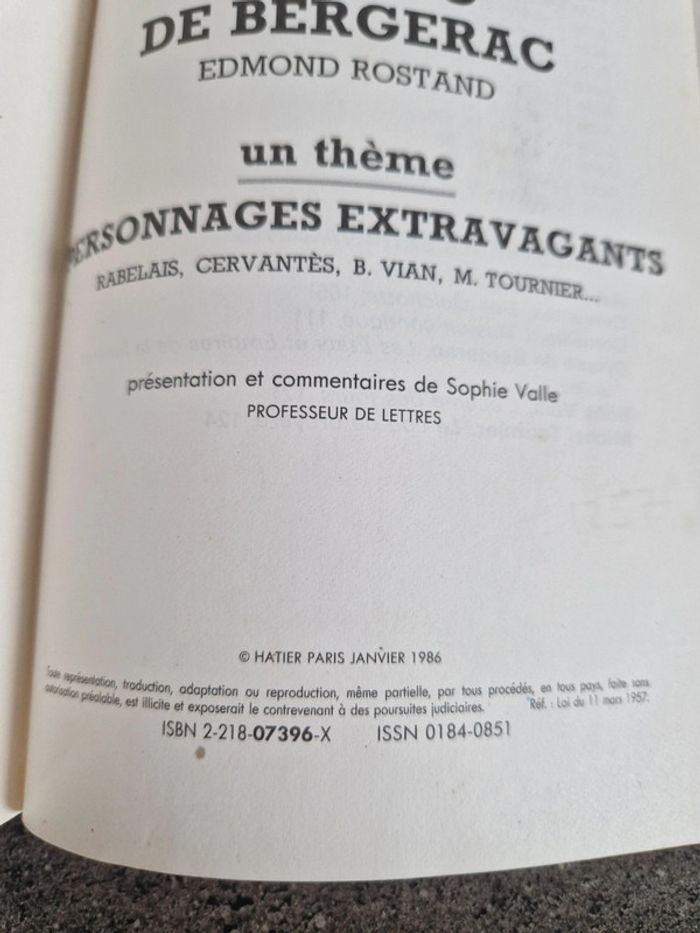 DE BERGERAC
EDMOND ROSTAND
un thème
PERSONNAGES EXTRAVAGANTS
RABELAIS, CERVANTÈS, B. VIAN, M. TOURNIER...
présentation et commentaires de Sophie Valle
PROFESSEUR DE LETTRES
© HATIER PARIS JANVIER 1986
Toute représentation, traduction, adaptation ou reproduction, même partielle, par tous procédés, en tous pays, faite sans
autorisation préalable, est illicite et exposerait le contrevenant à des poursuites judiciaires. Réf. : Loi du 11 mars 1957.
ISBN 2-218-07396-X ISSN 0184-0851